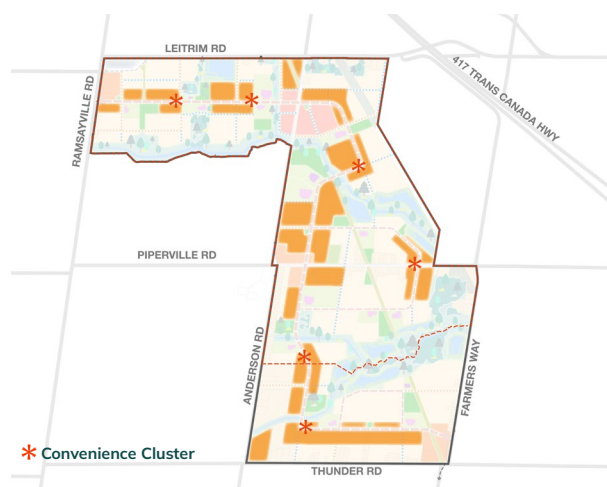 LEITRIM RD
417 TRANS CANADA HWY
RAMSAYVILLE RD
PIPERVILLE RD
ANDERSON RD
FARMERS WAY
* Convenience Cluster
THUNDER RD